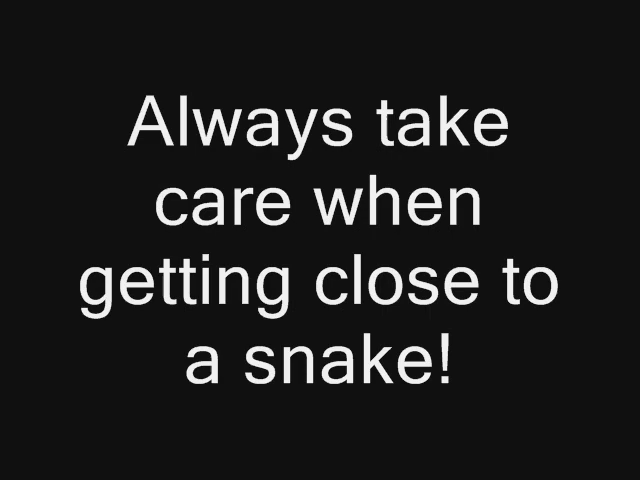 Always take
care when
getting close to
a snake!